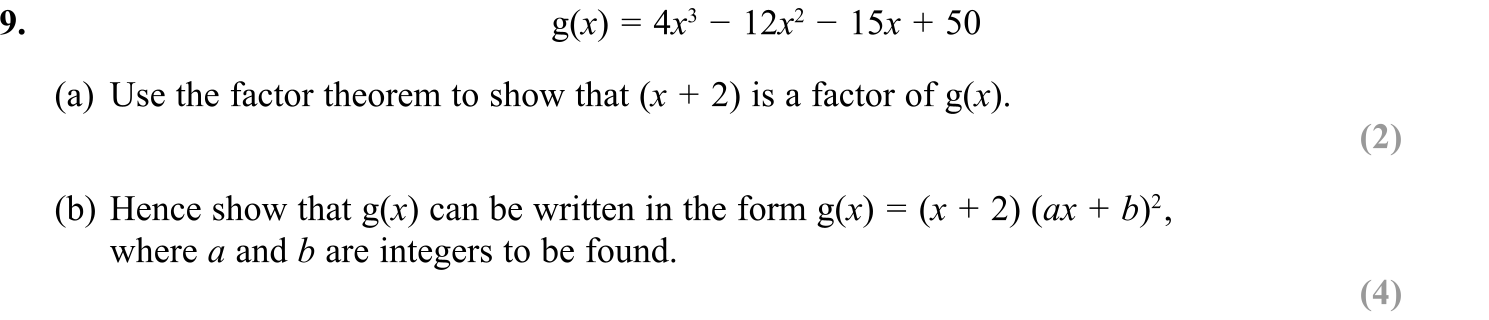 9. g(x) = 4x³ − 12x² − 15x + 50
(a) Use the factor theorem to show that (x + 2) is a factor of g(x).
(2)
(b) Hence show that g(x) can be written in the form g(x) = (x + 2) (ax + b)²,
where a and b are integers to be found.
(4)